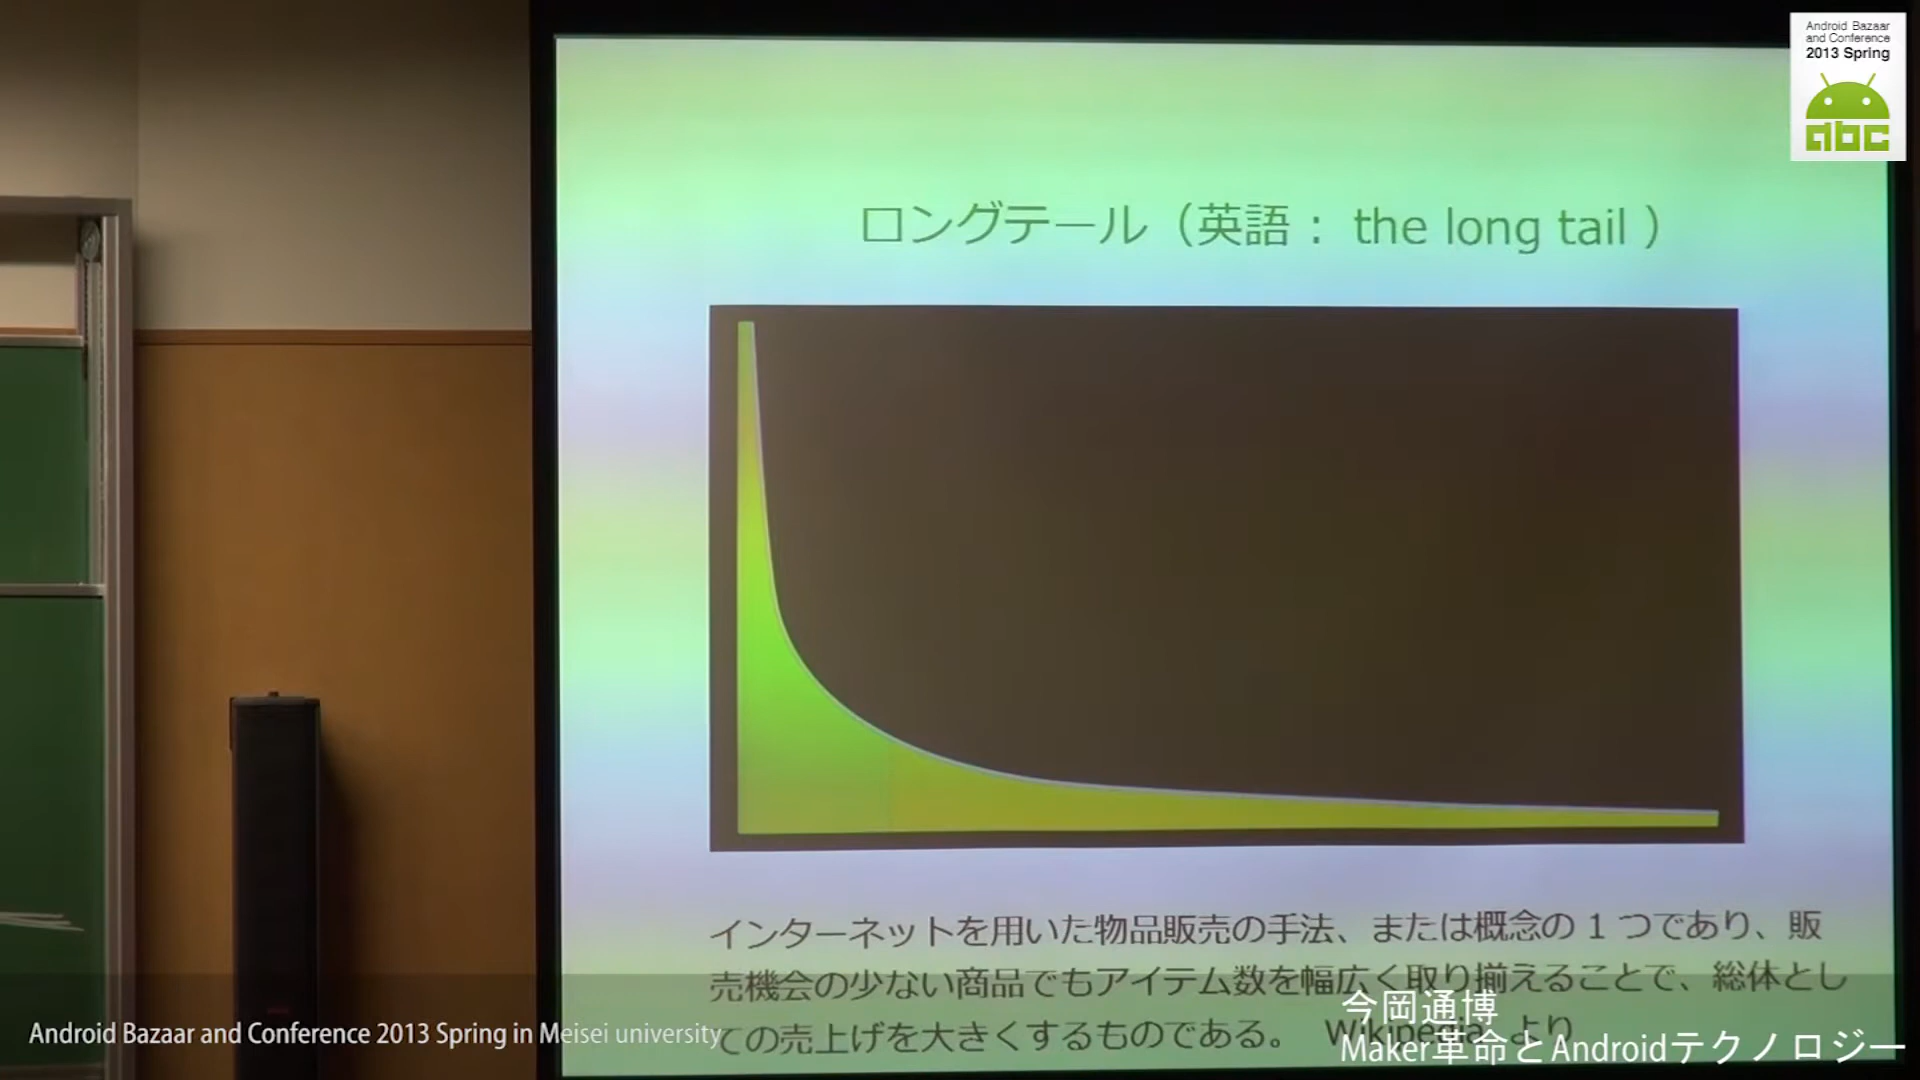 Android Bazaar
and Conference
2013 Spring
abc
ロングテール（英語： the long tail ）
インターネットを用いた物品販売の手法、または概念の 1 つであり、販
売機会の少ない商品でもアイテム数を幅広く取り揃えることで、総体とし
ての売上げを大きくするものである。 Wikipedia より
今岡通博
Maker革命とAndroidテクノロジー
Android Bazaar and Conference 2013 Spring in Meisei university